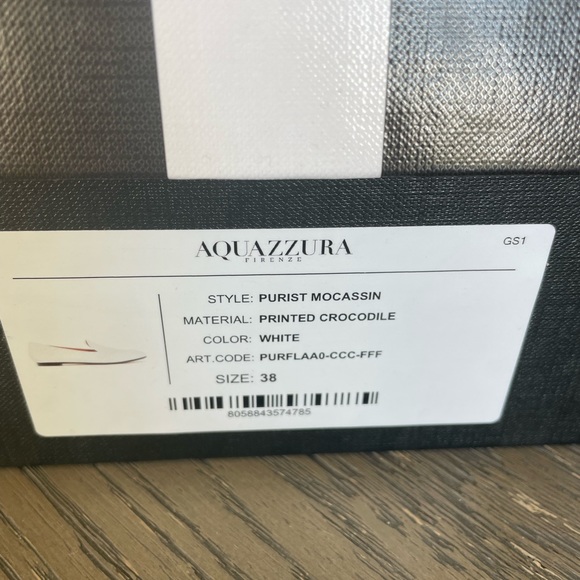 AQUAZZURA
FIRENZE
GS1
STYLE: PURIST MOCASSIN
MATERIAL: PRINTED CROCODILE
COLOR: WHITE
ART.CODE: PURFLAA0-CCC-FFF
SIZE: 38
8058843574785